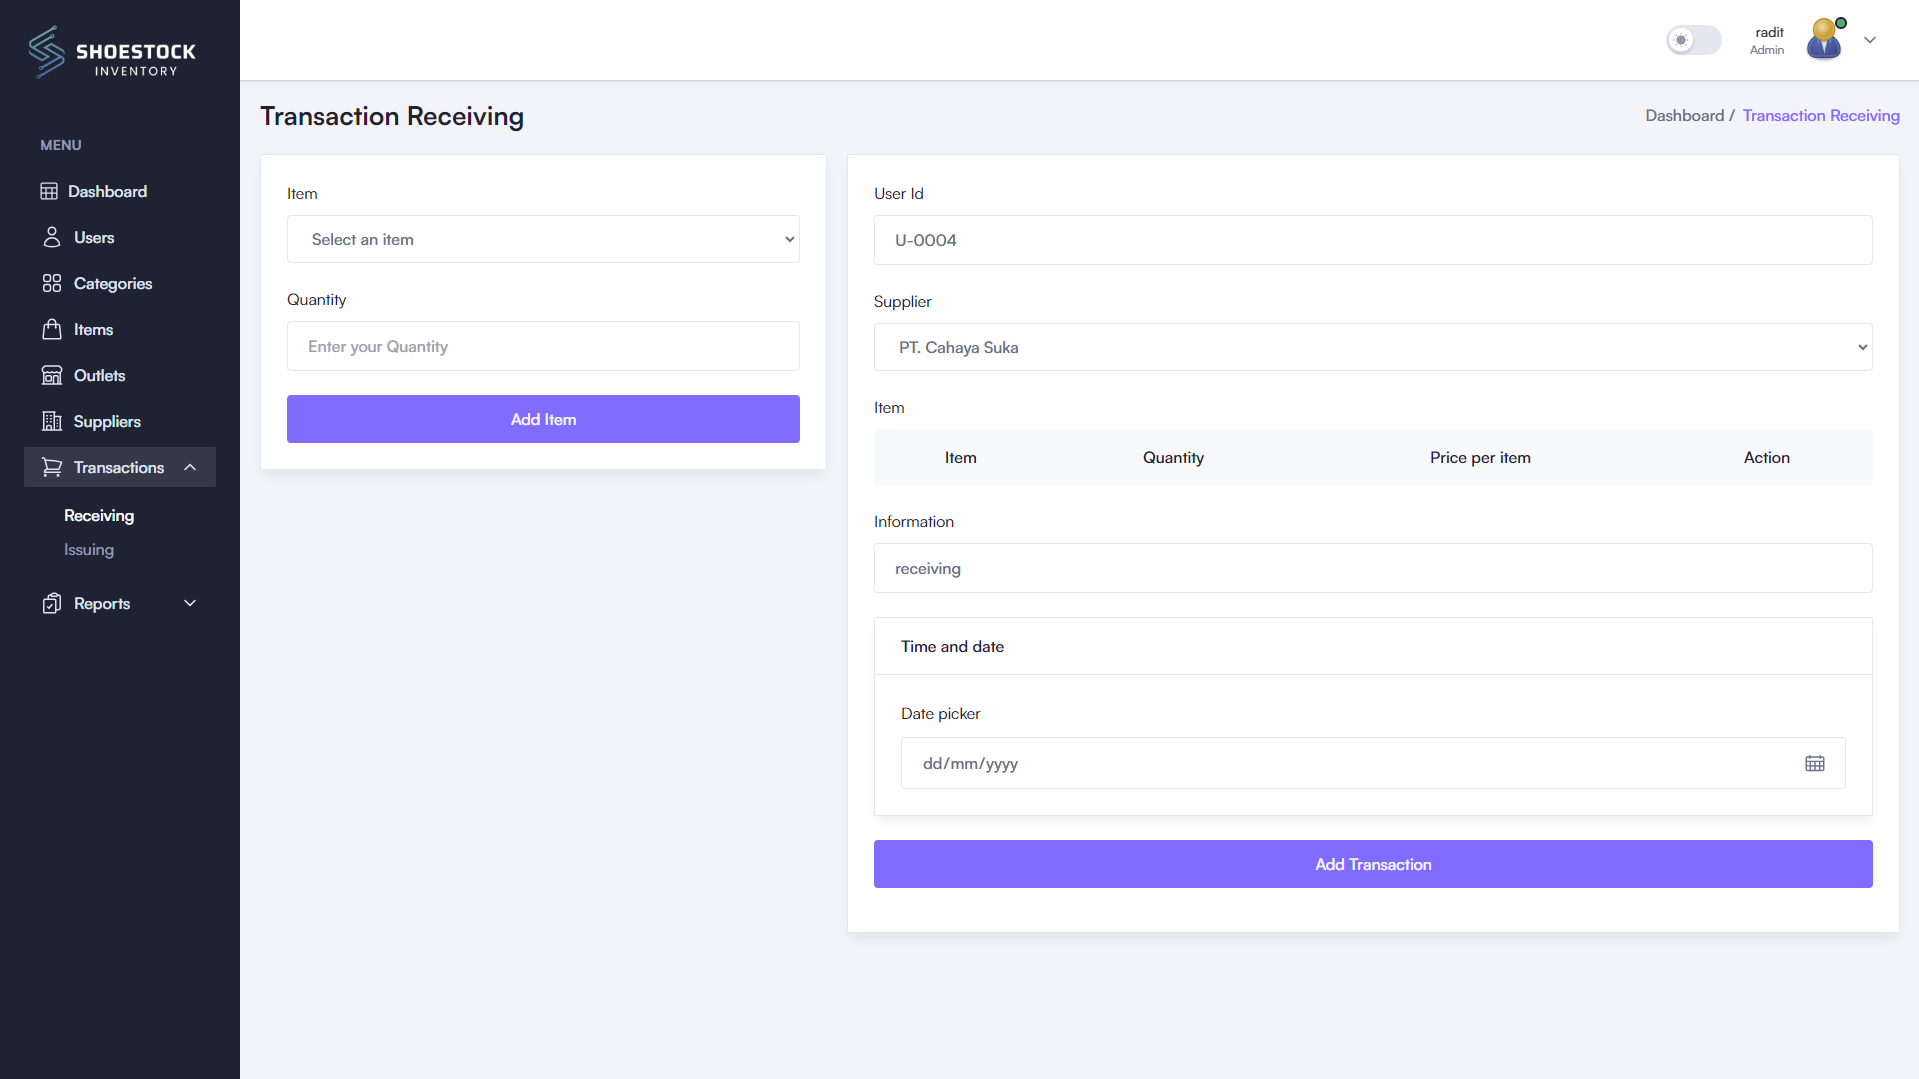 SHOESTOCK
INVENTORY
MENU
Dashboard
Users
Categories
Items
Outlets
Suppliers
Transactions
Receiving
Issuing
Reports
radit
Admin
Transaction Receiving
Dashboard / Transaction Receiving
Item
Select an item
Quantity
Enter your Quantity
Add Item
User Id
U-0004
Supplier
PT. Cahaya Suka
Item
Item Quantity Price per item Action
Information
receiving
Time and date
Date picker
dd/mm/yyyy
Add Transaction